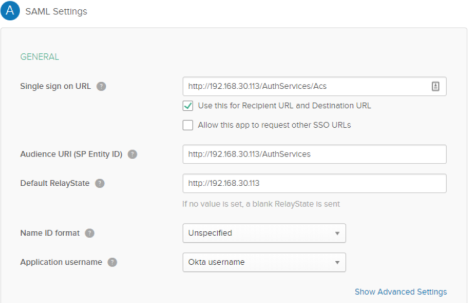 A SAML Settings
GENERAL
Single sign on URL ? http://192.168.30.113/AuthServices/Acs
Use this for Recipient URL and Destination URL
Allow this app to request other SSO URLs
Audience URI (SP Entity ID) ? http://192.168.30.113/AuthServices
Default RelayState ? http://192.168.30.113
If no value is set, a blank RelayState is sent
Name ID format ? Unspecified
Application username ? Okta username
Show Advanced Settings